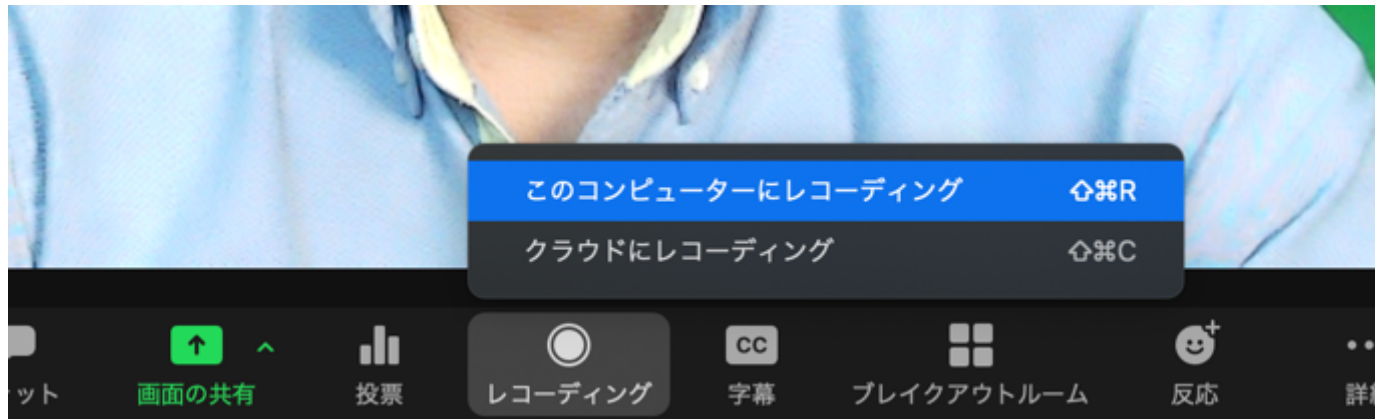 このコンピューターにレコーディング ⇧⌘R
クラウドにレコーディング ⇧⌘C
CC
ット 画面の共有 投票 レコーディング 字幕 ブレイクアウトルーム 反応 詳